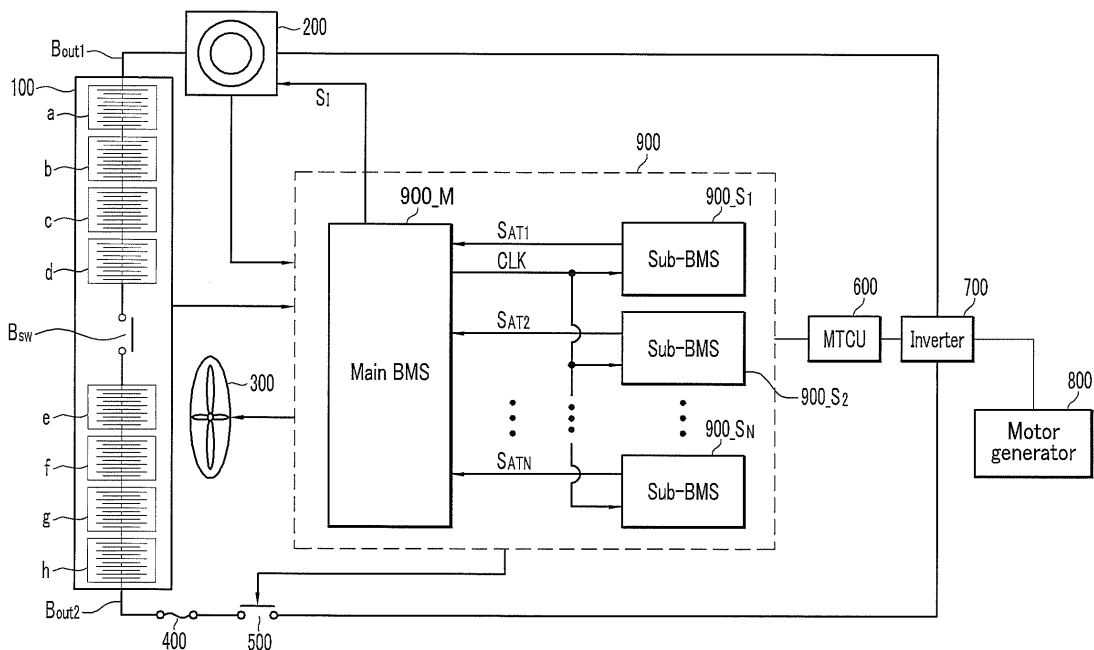 200
Bout1
100
a
b
c
d
Bsw
e
f
g
h
Bout2
400
500
SI
300
900
900_M
Main BMS
SAT1
CLK
SAT2
SATN
900_S1
Sub-BMS
Sub-BMS
900_S2
900_SN
Sub-BMS
600
MTCU
700
Inverter
800
Motor
generator